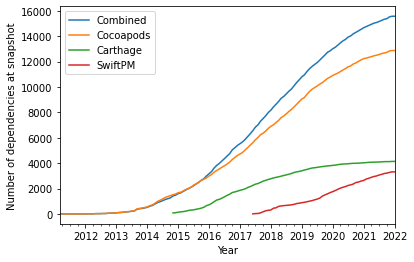 Number of dependencies at snapshot
16000
14000
12000
10000
8000
6000
4000
2000
0
Combined
Cocoapods
Carthage
SwiftPM
2012 2013 2014 2015 2016 2017 2018 2019 2020 2021 2022
Year